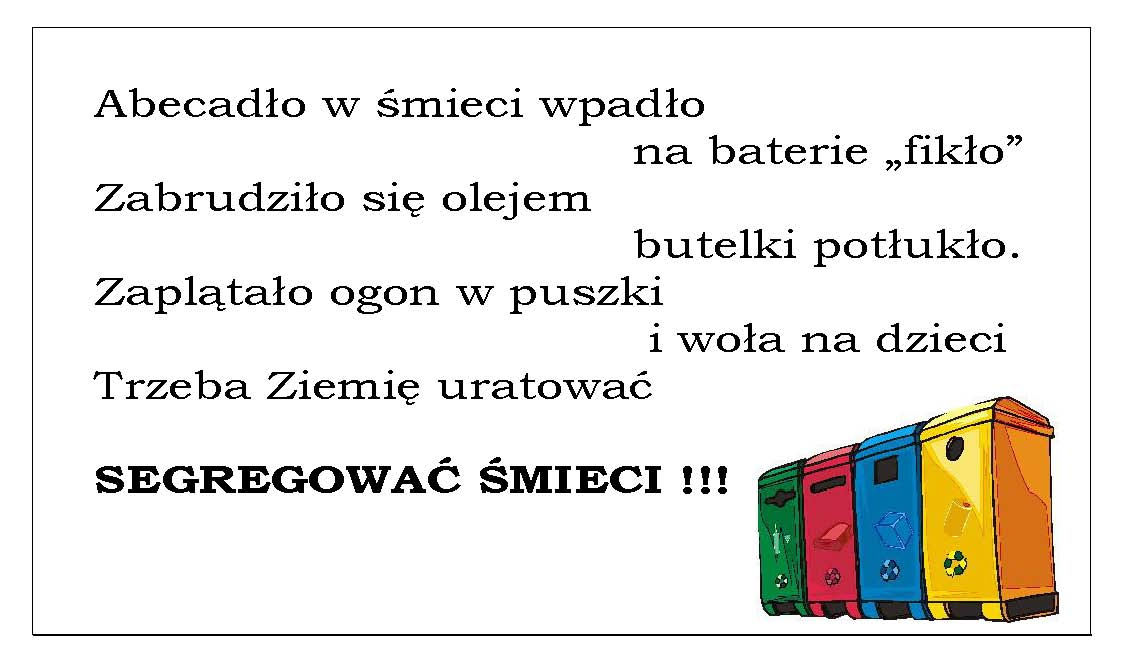 Abecadło w śmieci wpadło
na baterie „fikło”
Zabrudziło się olejem
butelki potłukło.
Zaplątało ogon w puszki
i woła na dzieci
Trzeba Ziemię uratować
SEGREGOWAĆ ŚMIECI !!!